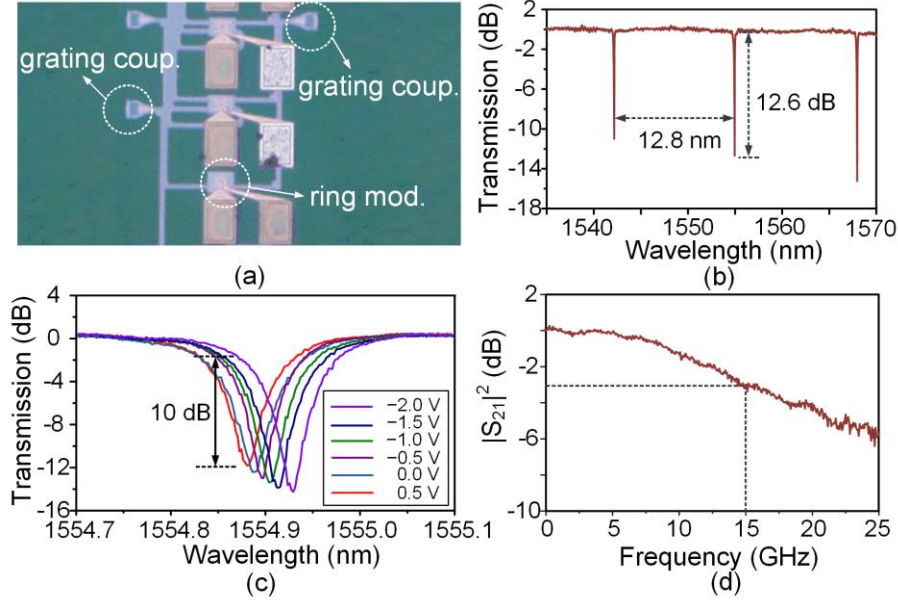 grating coup.
grating coup.
ring mod.
(a)
Transmission (dB)
0
-2
-6
-10
-14
-18
12.8 nm
12.6 dB
1540
1550
1560
1570
Wavelength (nm)
(b)
Transmission (dB)
4
0
-4
-8
-12
-16
10 dB
−2.0 V
−1.5 V
−1.0 V
−0.5 V
0.0 V
0.5 V
1554.7
1554.8
1554.9
1555.0
1555.1
Wavelength (nm)
(c)
|S21|² (dB)
2
-2
-6
-10
0
5
10
15
20
25
Frequency (GHz)
(d)